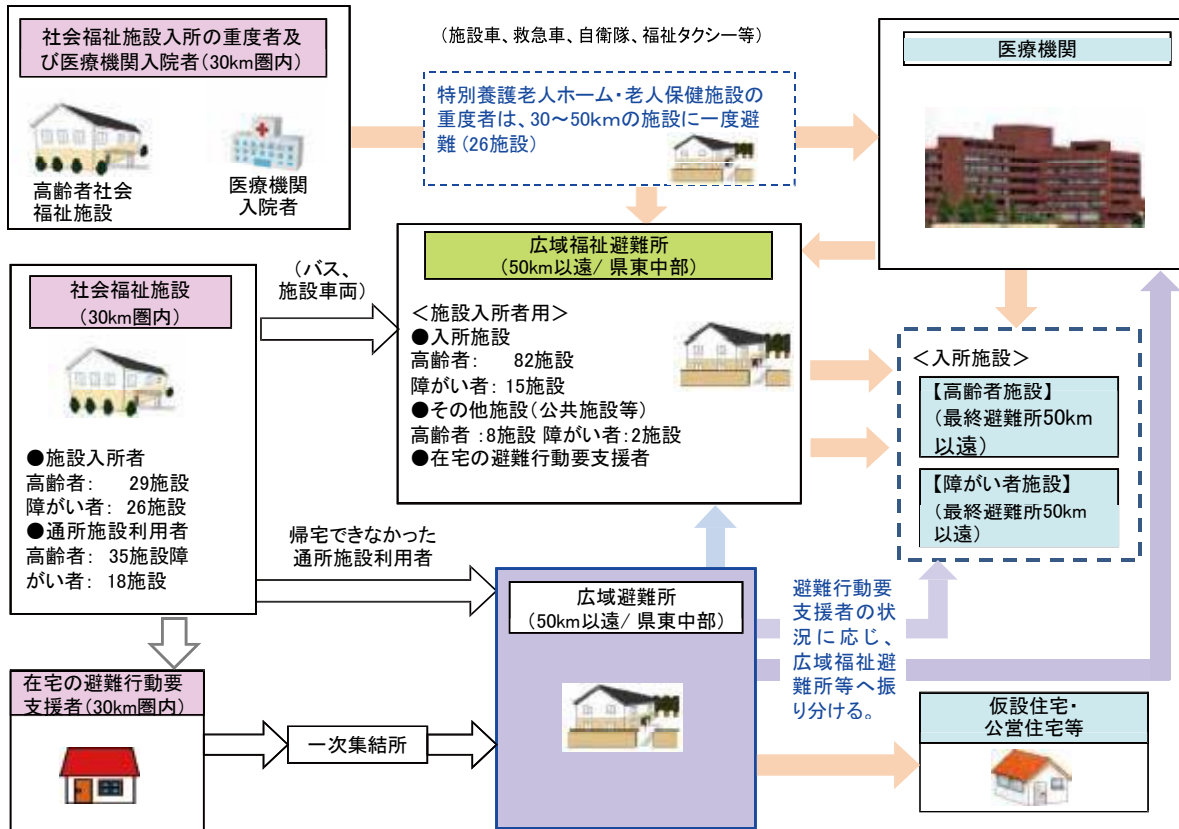 社会福祉施設入所の重度者及
び医療機関入院者(30km圏内)
高齢者社会
福祉施設
医療機関
入院者
(施設車、救急車、自衛隊、福祉タクシー等)
特別養護老人ホーム・老人保健施設の
重度者は、30～50kmの施設に一度避
難(26施設)
医療機関
社会福祉施設
(30km圏内)
●施設入所者
高齢者: 29施設
障がい者: 26施設
●通所施設利用者
高齢者: 35施設障
がい者: 18施設
(バス、
施設車両)
広域福祉避難所
(50km以遠/ 県東中部)
＜施設入所者用＞
●入所施設
高齢者: 82施設
障がい者: 15施設
●その他施設(公共施設等)
高齢者 :8施設 障がい者:2施設
●在宅の避難行動要支援者
＜入所施設＞
【高齢者施設】
(最終避難所50km
以遠)
【障がい者施設】
(最終避難所50km
以遠)
帰宅できなかった
通所施設利用者
広域避難所
(50km以遠/ 県東中部)
避難行動要
支援者の状
況に応じ、
広域福祉避
難所等へ振
り分ける。
在宅の避難行動要
支援者(30km圏内)
一次集結所
仮設住宅・
公営住宅等